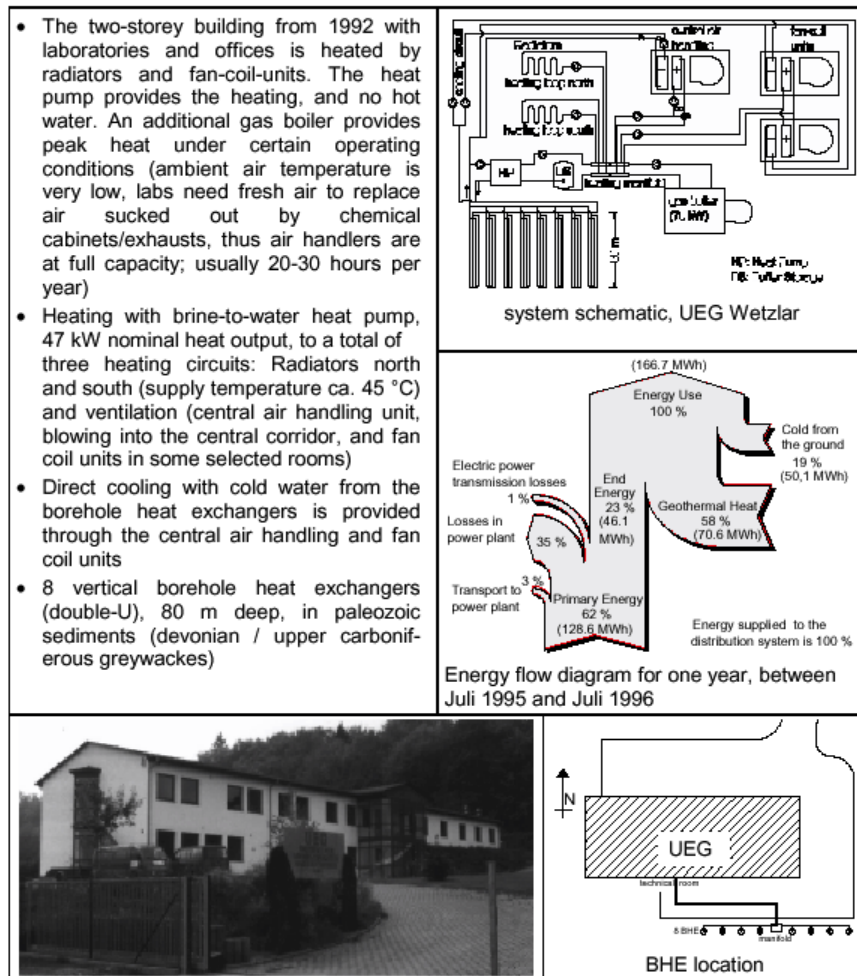 • The two-storey building from 1992 with
laboratories and offices is heated by
radiators and fan-coil-units. The heat
pump provides the heating, and no hot
water. An additional gas boiler provides
peak heat under certain operating
conditions (ambient air temperature is
very low, labs need fresh air to replace
air sucked out by chemical
cabinets/exhausts, thus air handlers are
at full capacity; usually 20-30 hours per
year)
• Heating with brine-to-water heat pump,
47 kW nominal heat output, to a total of
three heating circuits: Radiators north
and south (supply temperature ca. 45 °C)
and ventilation (central air handling unit,
blowing into the central corridor, and fan
coil units in some selected rooms)
• Direct cooling with cold water from the
borehole heat exchangers is provided
through the central air handling and fan
coil units
• 8 vertical borehole heat exchangers
(double-U), 80 m deep, in paleozoic
sediments (devonian / upper carbonif-
erous greywackes)
central air
handling
fan-coil
units
cooling circuit
Radiators
heating loop north
heating loop south
HP
heating manifold
gas boiler
(70 kW)
HP: Heat Pump
system schematic, UEG Wetzlar
(166.7 MWh)
Energy Use
100 %
Cold from
the ground
19 %
(50,1 MWh)
Electric power
transmission losses
1 %
End
Energy
23 %
(46.1
MWh)
Geothermal Heat
58 %
(70.6 MWh)
Losses in
power plant
35 %
Transport to
power plant
3 %
Primary Energy
62 %
(128.6 MWh)
Energy supplied to the
distribution system is 100 %
Energy flow diagram for one year, between
Juli 1995 and Juli 1996
N
UEG
technical room
8 BHE
manifold
BHE location